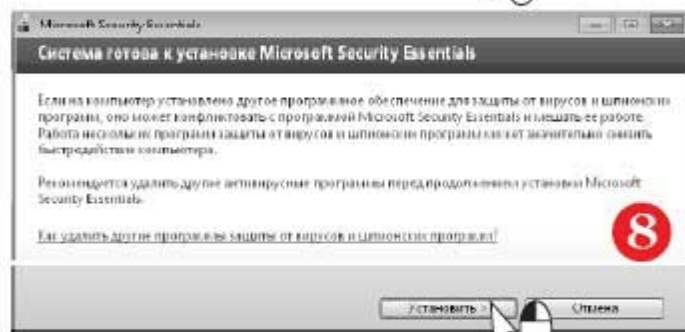 Microsoft Security Essentials
Система готова к установке Microsoft Security Essentials
Если на компьютер установлено другое программное обеспечение для защиты от вирусов и шпионских
программ, оно может конфликтовать с программой Microsoft Security Essentials и мешать ее работе.
Работа нескольких программ защиты от вирусов и шпионских программ может значительно снизить
быстродействие компьютера.
Рекомендуется удалить другие антивирусные программы перед продолжением установки Microsoft
Security Essentials.
Как удалить другие программы защиты от вирусов и шпионских программ?
8
Установить >
Отмена